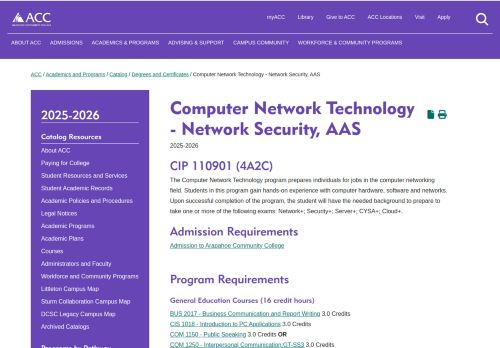 ACC
myACC
Library
Give to ACC
ACC Locations
Visit
Apply
ABOUT ACC
ADMISSIONS
ACADEMICS & PROGRAMS
ADVISING & SUPPORT
CAMPUS COMMUNITY
WORKFORCE & COMMUNITY PROGRAMS
ACC / Academics and Programs / Catalog / Degrees and Certificates / Computer Network Technology - Network Security, AAS
2025-2026
Catalog Resources
About ACC
Paying for College
Student Resources and Services
Student Academic Records
Academic Policies and Procedures
Legal Notices
Academic Programs
Academic Plans
Courses
Administrators and Faculty
Workforce and Community Programs
Littleton Campus Map
Sturm Collaboration Campus Map
DCSC Legacy Campus Map
Archived Catalogs
Programs by Pathway
Computer Network Technology
- Network Security, AAS
2025-2026
CIP 110901 (4A2C)
The Computer Network Technology program prepares individuals for jobs in the computer networking
field. Students in this program gain hands-on experience with computer hardware, software and networks.
Upon successful completion of the program, the student will have the needed background to prepare to
take one or more of the following exams: Network+; Security+; Server+; CYSA+; Cloud+.
Admission Requirements
Admission to Arapahoe Community College
Program Requirements
General Education Courses (16 credit hours)
BUS 2017 - Business Communication and Report Writing 3.0 Credits
CIS 1018 - Introduction to PC Applications 3.0 Credits
COM 1150 - Public Speaking 3.0 Credits OR
COM 1250 - Interpersonal Communication:GT-SS3 3.0 Credits